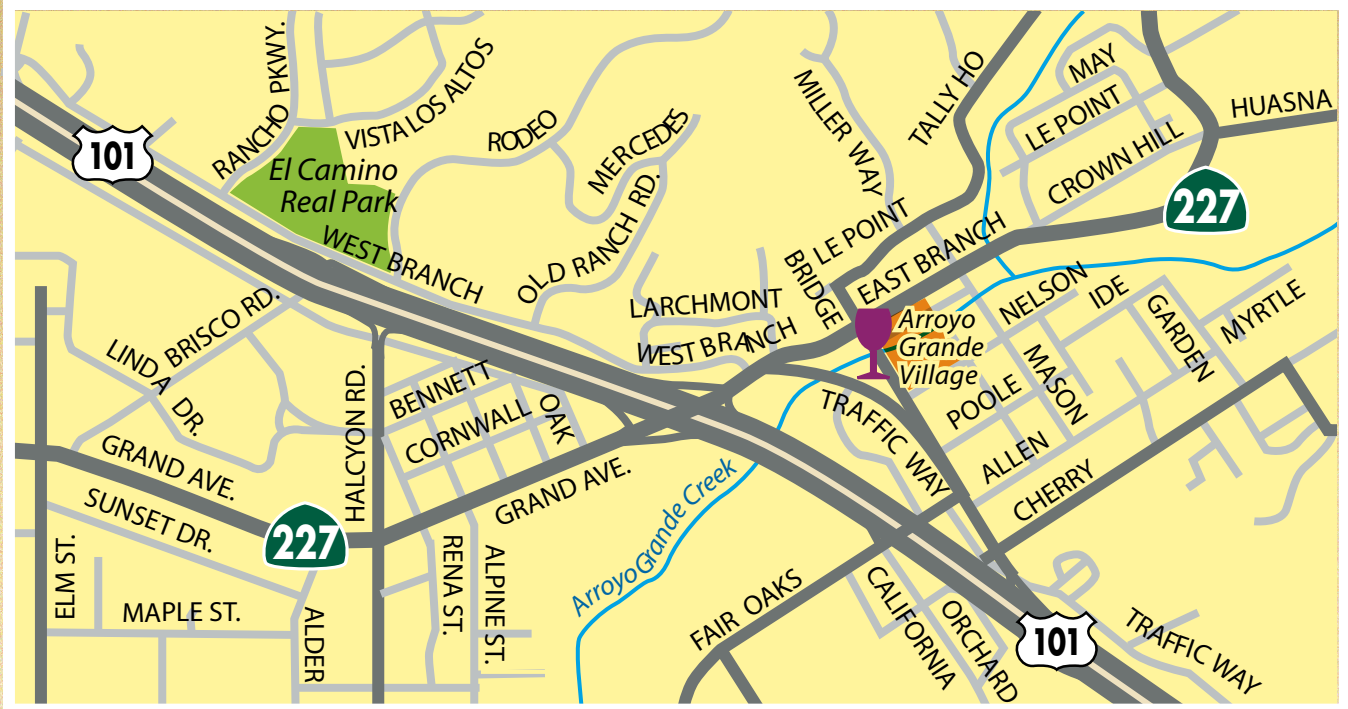 RANCHO PKWY.
VISTA LOS ALTOS
RODEO
MERCEDES
MILLER WAY
TALLY HO
MAY
LE POINT
HUASNA
CROWN HILL
101
El Camino
Real Park
227
WEST BRANCH
OLD RANCH RD.
LE POINT
BRIDGE
EAST BRANCH
LARCHMONT
WEST BRANCH
NELSON
IDE
GARDEN
MYRTLE
Arroyo
Grande
Village
BRISCO RD.
LINDA DR.
HALCYON RD.
BENNETT
CORNWALL
OAK
TRAFFIC WAY
POOLE
MASON
ALLEN
CHERRY
GRAND AVE.
SUNSET DR.
227
GRAND AVE.
Arroyo Grande Creek
ELM ST.
MAPLE ST.
ALDER
RENA ST.
ALPINE ST.
FAIR OAKS
CALIFORNIA
ORCHARD
101
TRAFFIC WAY